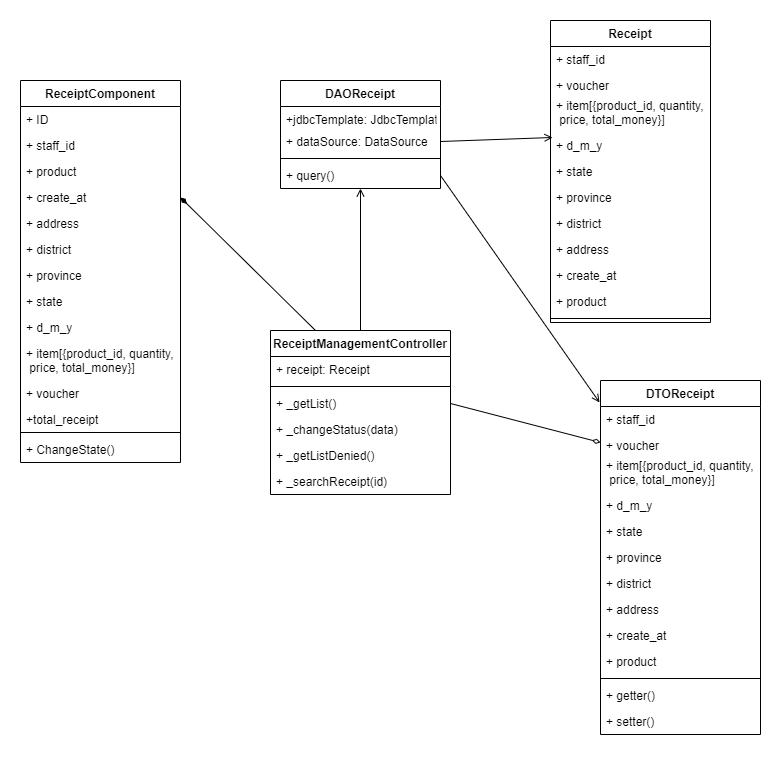 ReceiptComponent
+ ID
+ staff_id
+ product
+ create_at
+ address
+ district
+ province
+ state
+ d_m_y
+ item[{product_id, quantity,
price, total_money}]
+ voucher
+total_receipt
+ ChangeState()
DAOReceipt
+jdbcTemplate: JdbcTemplat
+ dataSource: DataSource
+ query()
ReceiptManagementController
+ receipt: Receipt
+ _getList()
+ _changeStatus(data)
+ _getListDenied()
+ _searchReceipt(id)
Receipt
+ staff_id
+ voucher
+ item[{product_id, quantity,
price, total_money}]
+ d_m_y
+ state
+ province
+ district
+ address
+ create_at
+ product
DTOReceipt
+ staff_id
+ voucher
+ item[{product_id, quantity,
price, total_money}]
+ d_m_y
+ state
+ province
+ district
+ address
+ create_at
+ product
+ getter()
+ setter()